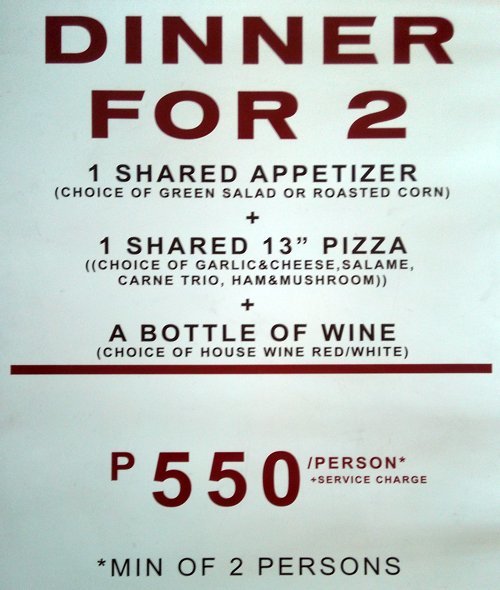 DINNER
FOR 2
1 SHARED APPETIZER
(CHOICE OF GREEN SALAD OR ROASTED CORN)
+
1 SHARED 13” PIZZA
((CHOICE OF GARLIC&CHEESE,SALAME,
CARNE TRIO, HAM&MUSHROOM))
+
A BOTTLE OF WINE
(CHOICE OF HOUSE WINE RED/WHITE)
P 550 /PERSON*
+SERVICE CHARGE
*MIN OF 2 PERSONS